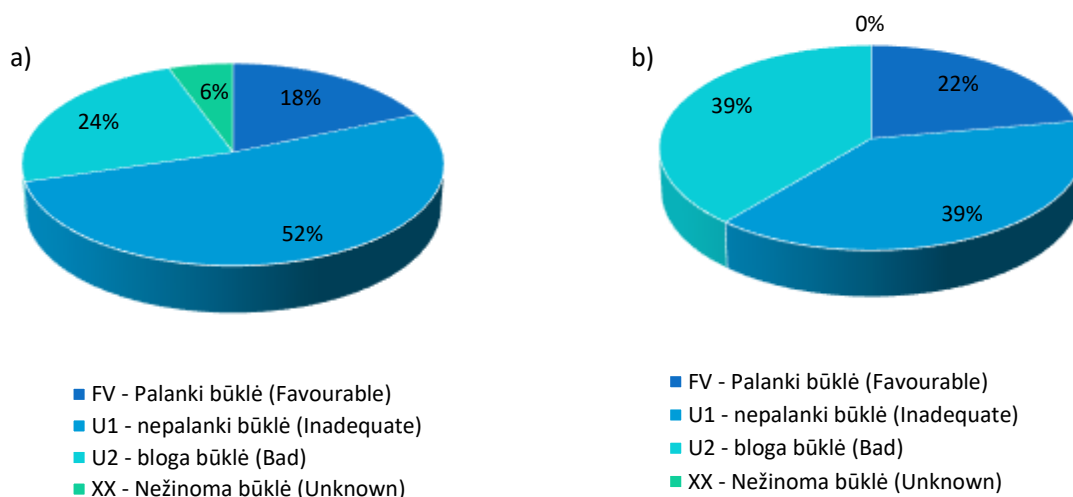 a)
6%
18%
24%
52%
FV - Palanki būklė (Favourable)
U1 - nepalanki būklė (Inadequate)
U2 - bloga būklė (Bad)
XX - Nežinoma būklė (Unknown)
b)
0%
22%
39%
39%
FV - Palanki būklė (Favourable)
U1 - nepalanki būklė (Inadequate)
U2 - bloga būklė (Bad)
XX - Nežinoma būklė (Unknown)